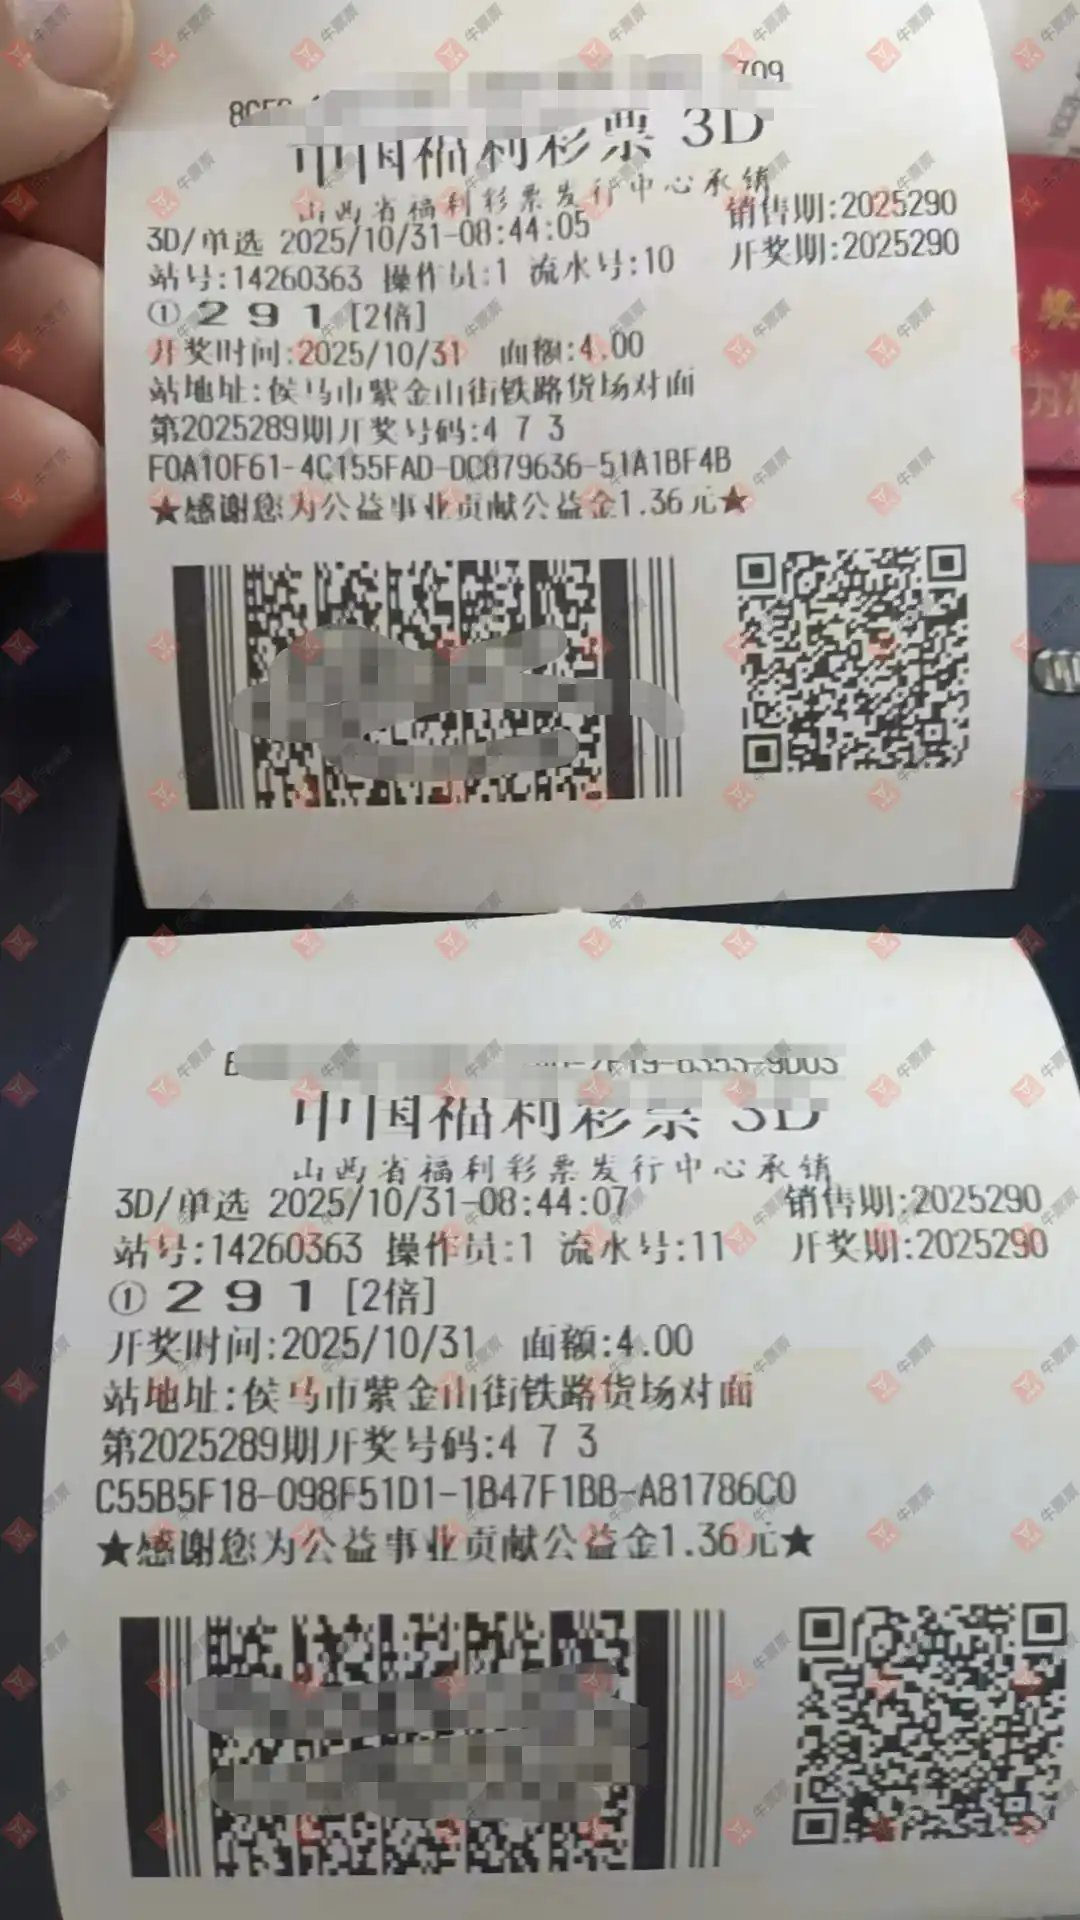 709
中国福利彩票 3D
山西省福利彩票发行中心承销
3D/单选 2025/10/31-08:44:05 销售期:2025290
站号:14260363 操作员:1 流水号:10 开奖期:2025290
① 2 9 1 [2倍]
开奖时间:2025/10/31 面额:4.00
站地址:侯马市紫金山街铁路货场对面
第2025289期开奖号码:4 7 3
F0A10F61-4C155FAD-DC879636-51A1BF4B
★感谢您为公益事业贡献公益金1.36元★
中国福利彩票 3D
山西省福利彩票发行中心承销
3D/单选 2025/10/31-08:44:07 销售期:2025290
站号:14260363 操作员:1 流水号:11 开奖期:2025290
① 2 9 1 [2倍]
开奖时间:2025/10/31 面额:4.00
站地址:侯马市紫金山街铁路货场对面
第2025289期开奖号码:4 7 3
C55B5F18-098F51D1-1B47F1BB-A81786C0
★感谢您为公益事业贡献公益金1.36元★
牛票票